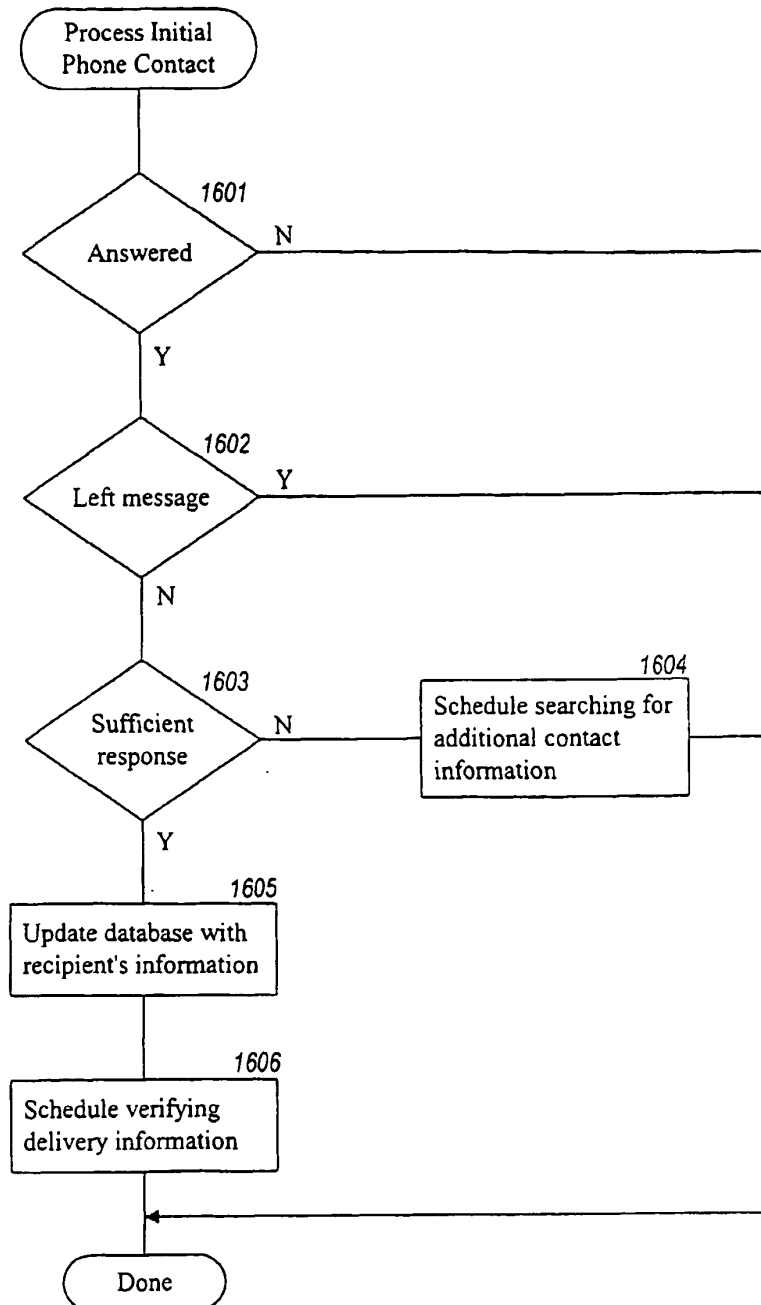 Process Initial
Phone Contact
1601
Answered
N
Y
1602
Left message
Y
N
1603
Sufficient
response
N
1604
Schedule searching for
additional contact
information
Y
1605
Update database with
recipient's information
1606
Schedule verifying
delivery information
Done